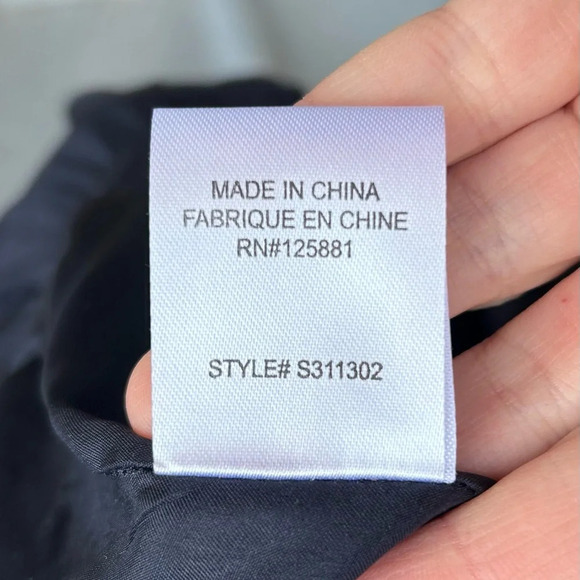 MADE IN CHINA
FABRIQUE EN CHINE
RN#125881
STYLE# S311302